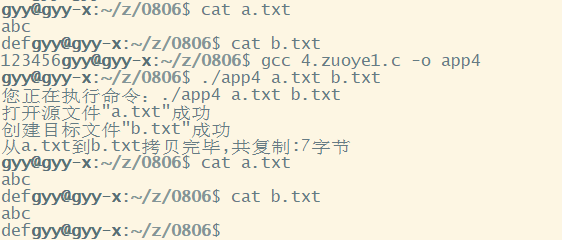 gyy@gyy-x:~/z/0806$ cat a.txt
abc
defgyy@gyy-x:~/z/0806$ cat b.txt
123456gyy@gyy-x:~/z/0806$ gcc 4.zuoye1.c -o app4
gyy@gyy-x:~/z/0806$ ./app4 a.txt b.txt
您正在执行命令：./app4 a.txt b.txt
打开源文件"a.txt"成功
创建目标文件"b.txt"成功
从a.txt到b.txt拷贝完毕,共复制:7字节
gyy@gyy-x:~/z/0806$ cat a.txt
abc
defgyy@gyy-x:~/z/0806$ cat b.txt
abc
defgyy@gyy-x:~/z/0806$